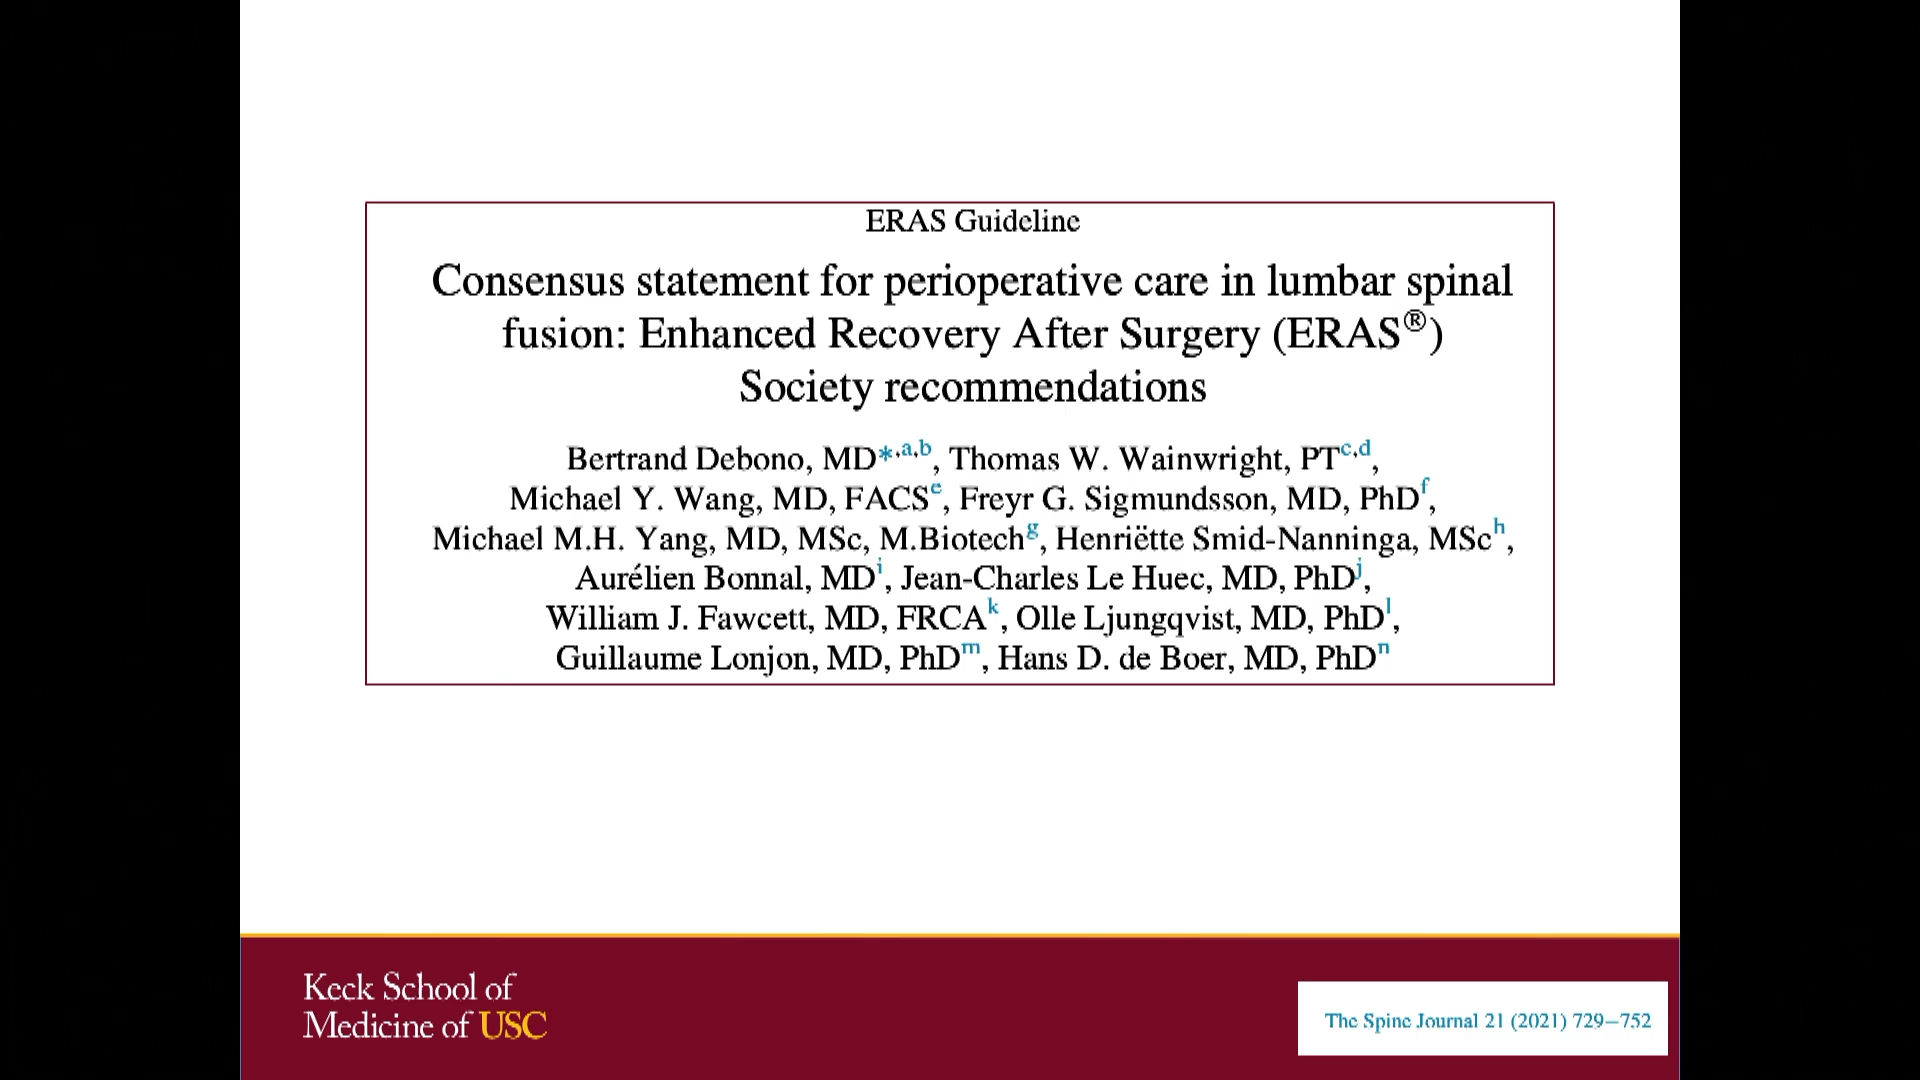 ERAS Guideline
Consensus statement for perioperative care in lumbar spinal
fusion: Enhanced Recovery After Surgery (ERAS®)
Society recommendations
Bertrand Debono, MD*,a,b, Thomas W. Wainwright, PTc,d,
Michael Y. Wang, MD, FACSe, Freyr G. Sigmundsson, MD, PhDf,
Michael M.H. Yang, MD, MSc, M.Biotechg, Henriëtte Smid-Nanninga, MSch,
Aurélien Bonnal, MDi, Jean-Charles Le Huec, MD, PhDj,
William J. Fawcett, MD, FRCAk, Olle Ljungqvist, MD, PhDl,
Guillaume Lonjon, MD, PhDm, Hans D. de Boer, MD, PhDn
Keck School of
Medicine of USC
The Spine Journal 21 (2021) 729–752